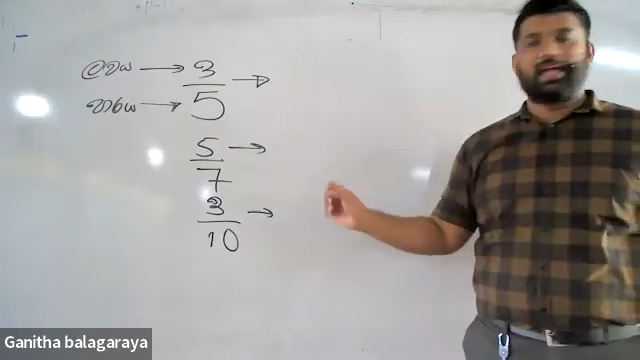 ලවය → 3/5 →
හරය →
5/7 →
3/10 →
Ganitha balagaraya